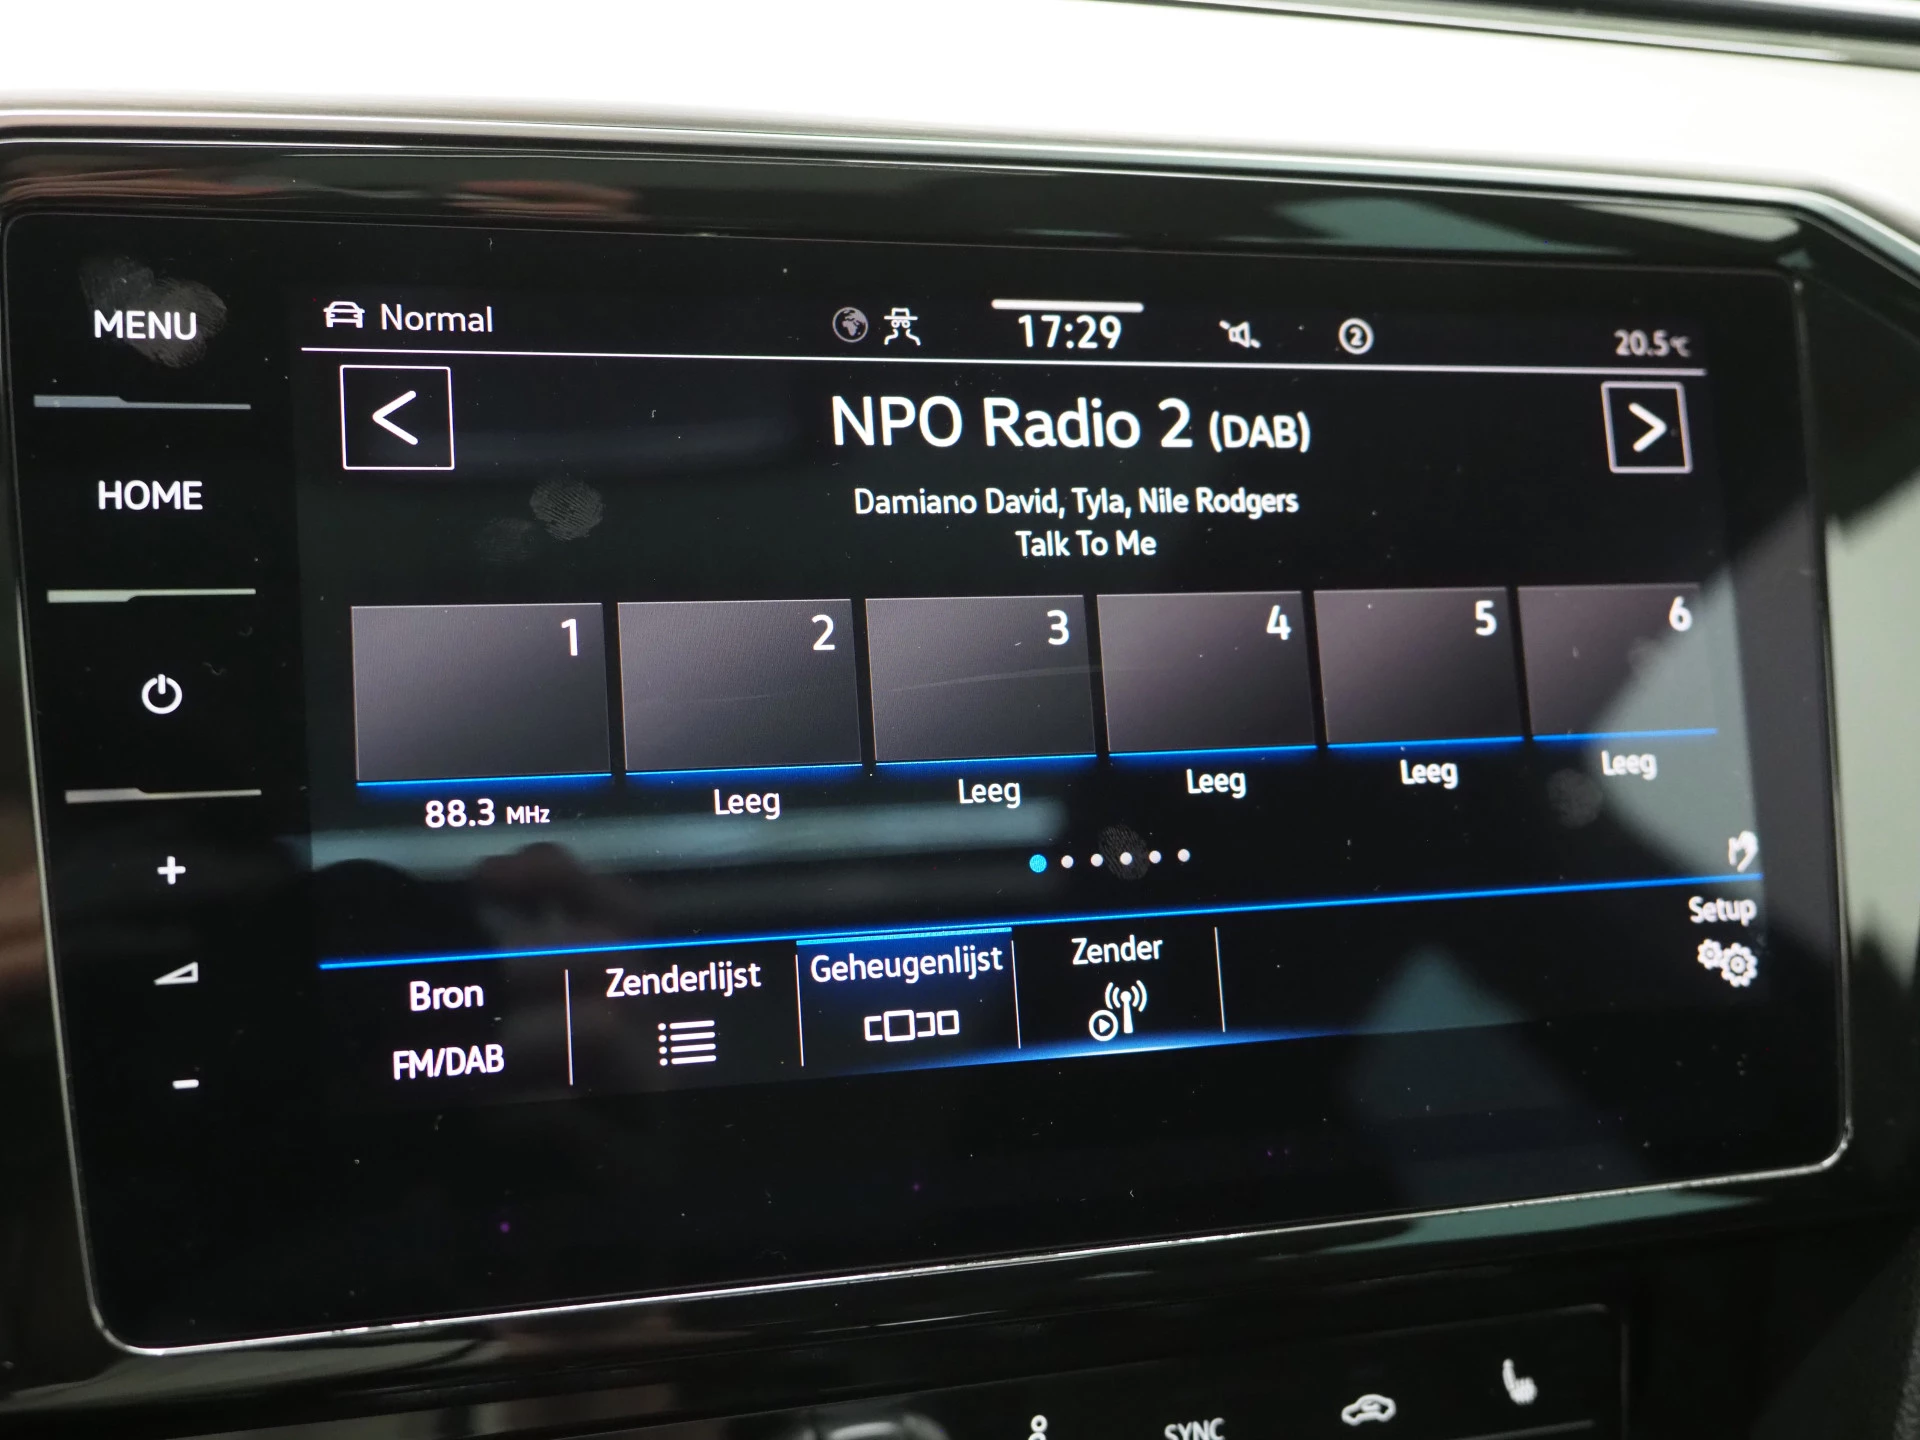 MENU
HOME
Normal
17:29
2
20.5°C
NPO Radio 2 (DAB)
Damiano David, Tyla, Nile Rodgers
Talk To Me
1
2
3
4
5
6
88.3 MHz
Leeg
Leeg
Leeg
Leeg
Leeg
Bron
FM/DAB
Zenderlijst
Geheugenlijst
Zender
Setup
SYNC